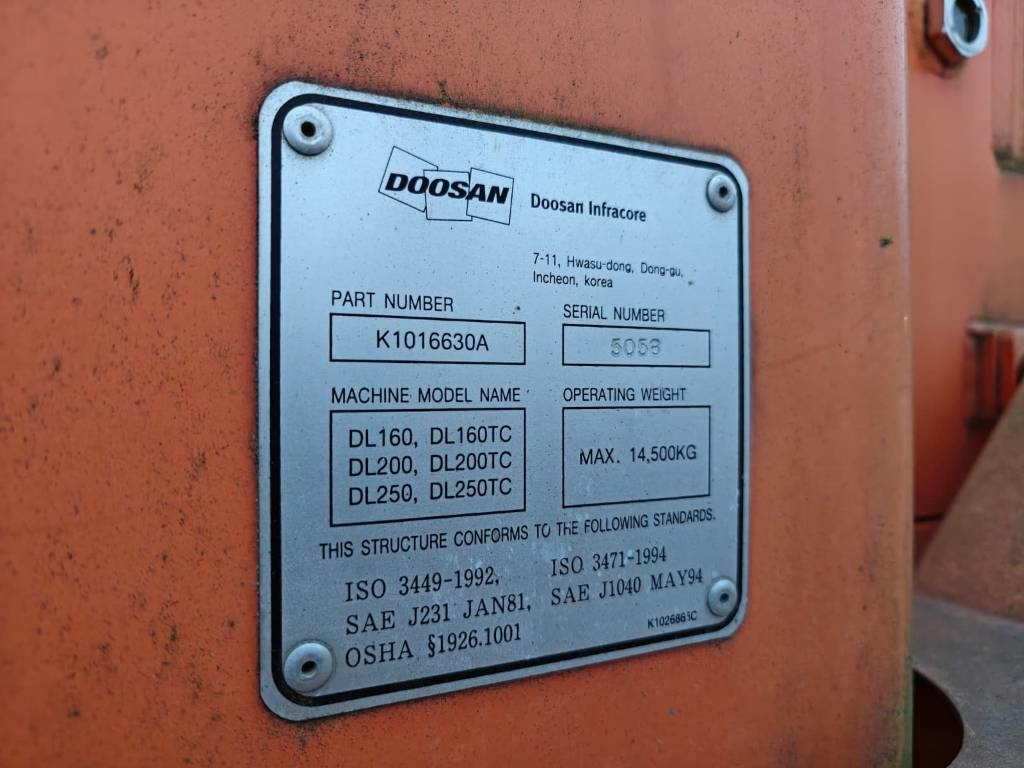 DOOSAN Doosan Infracore
7-11, Hwasu-dong, Dong-gu,
Incheon, korea
PART NUMBER
K1016630A
SERIAL NUMBER
5058
MACHINE MODEL NAME
DL160, DL160TC
DL200, DL200TC
DL250, DL250TC
OPERATING WEIGHT
MAX. 14,500KG
THIS STRUCTURE CONFORMS TO THE FOLLOWING STANDARDS.
ISO 3449-1992, ISO 3471-1994
SAE J231 JAN81, SAE J1040 MAY94
OSHA §1926.1001